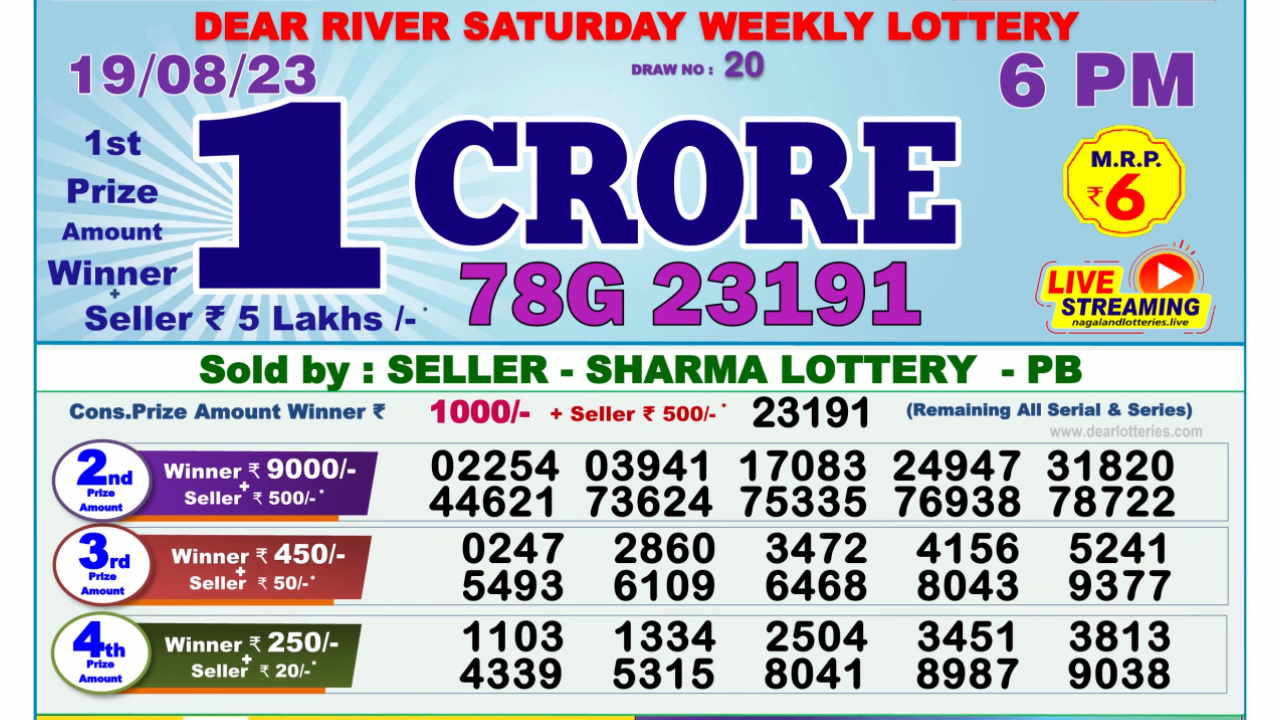 DEAR RIVER SATURDAY WEEKLY LOTTERY
19/08/23
DRAW NO : 20
6 PM
1st
Prize
Amount
Winner
+
Seller ₹ 5 Lakhs /-*
1 CRORE
78G 23191
M.R.P.
₹6
LIVE
STREAMING
nagalandlotteries.live
Sold by : SELLER - SHARMA LOTTERY - PB
Cons.Prize Amount Winner ₹ 1000/- + Seller ₹ 500/-* 23191 (Remaining All Serial & Series)
www.dearlotteries.com
2nd
Prize
Amount
Winner ₹ 9000/-
+
Seller ₹ 500/-*
02254 03941 17083 24947 31820
44621 73624 75335 76938 78722
3rd
Prize
Amount
Winner ₹ 450/-
+
Seller ₹ 50/-*
0247 2860 3472 4156 5241
5493 6109 6468 8043 9377
4th
Prize
Amount
Winner ₹ 250/-
+
Seller ₹ 20/-*
1103 1334 2504 3451 3813
4339 5315 8041 8987 9038